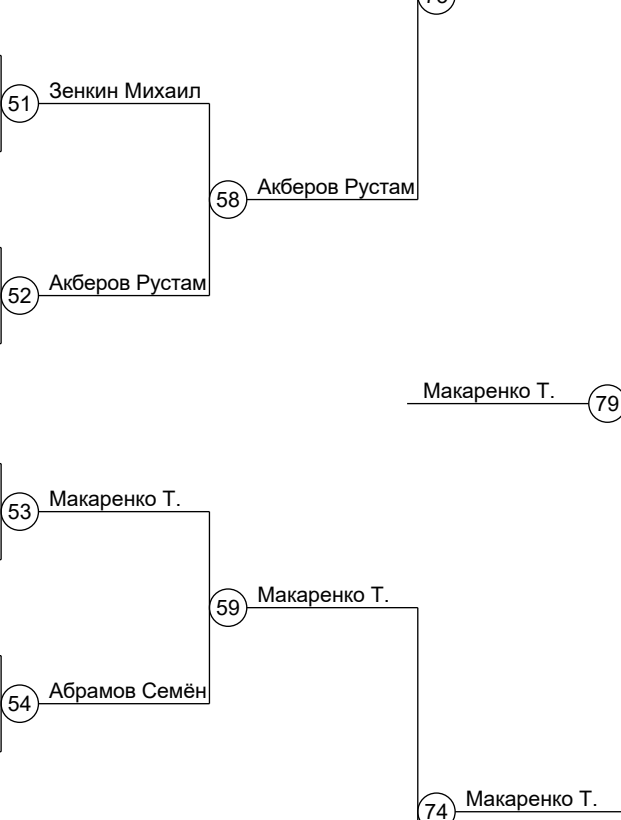 51
Зенкин Михаил
58
Акберов Рустам
52
Акберов Рустам
Макаренко Т.
79
53
Макаренко Т.
59
Макаренко Т.
54
Абрамов Семён
74
Макаренко Т.